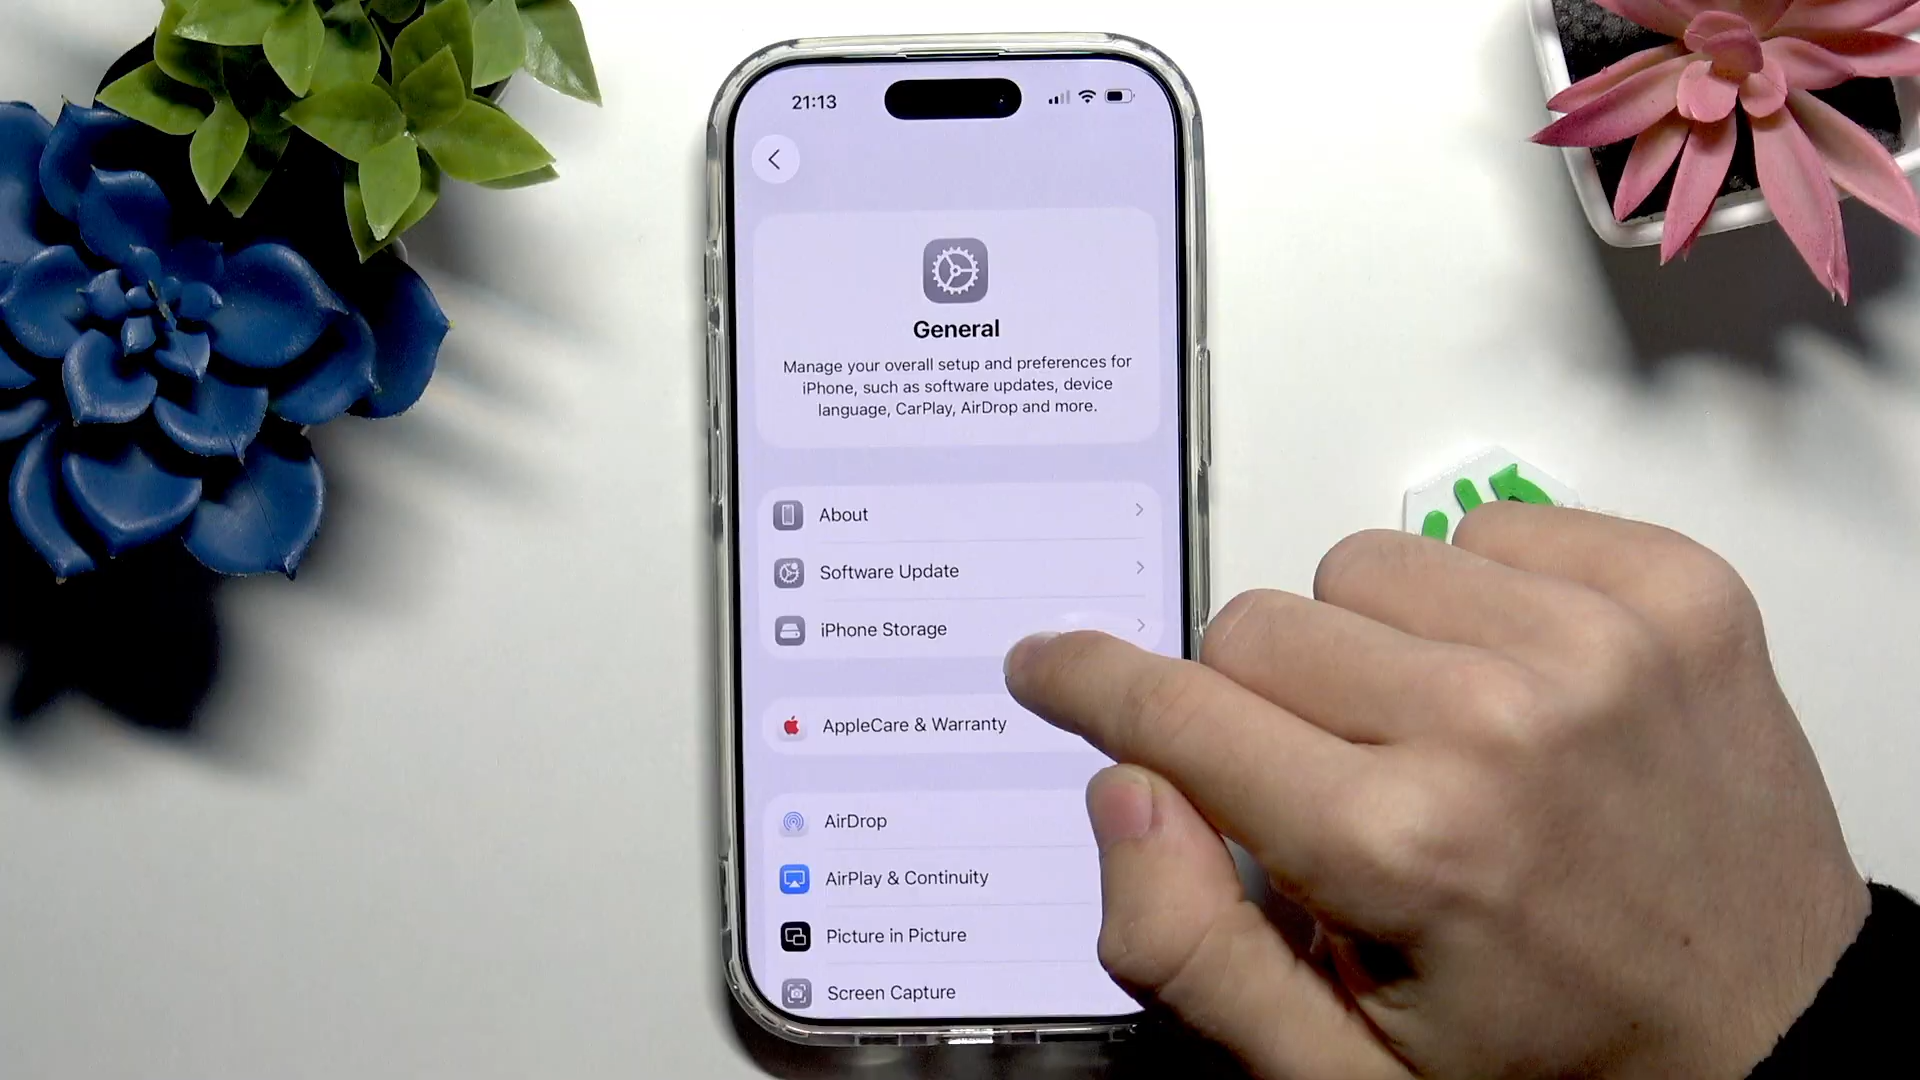 21:13
General
Manage your overall setup and preferences for
iPhone, such as software updates, device
language, CarPlay, AirDrop and more.
About
Software Update
iPhone Storage
AppleCare & Warranty
AirDrop
AirPlay & Continuity
Picture in Picture
Screen Capture